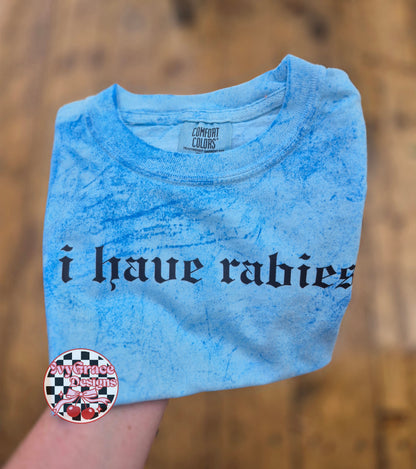 COMFORT
COLORS
i have rabies
IvyGrace
Designs